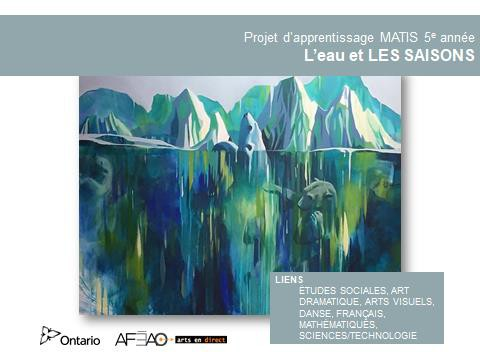 Projet d'apprentissage MATIS 5e année
L'eau et LES SAISONS
LIENS
ÉTUDES SOCIALES, ART
DRAMATIQUE, ARTS VISUELS,
DANSE, FRANÇAIS,
MATHÉMATIQUES,
SCIENCES/TECHNOLOGIE
Ontario
AFÉAO
arts en direct